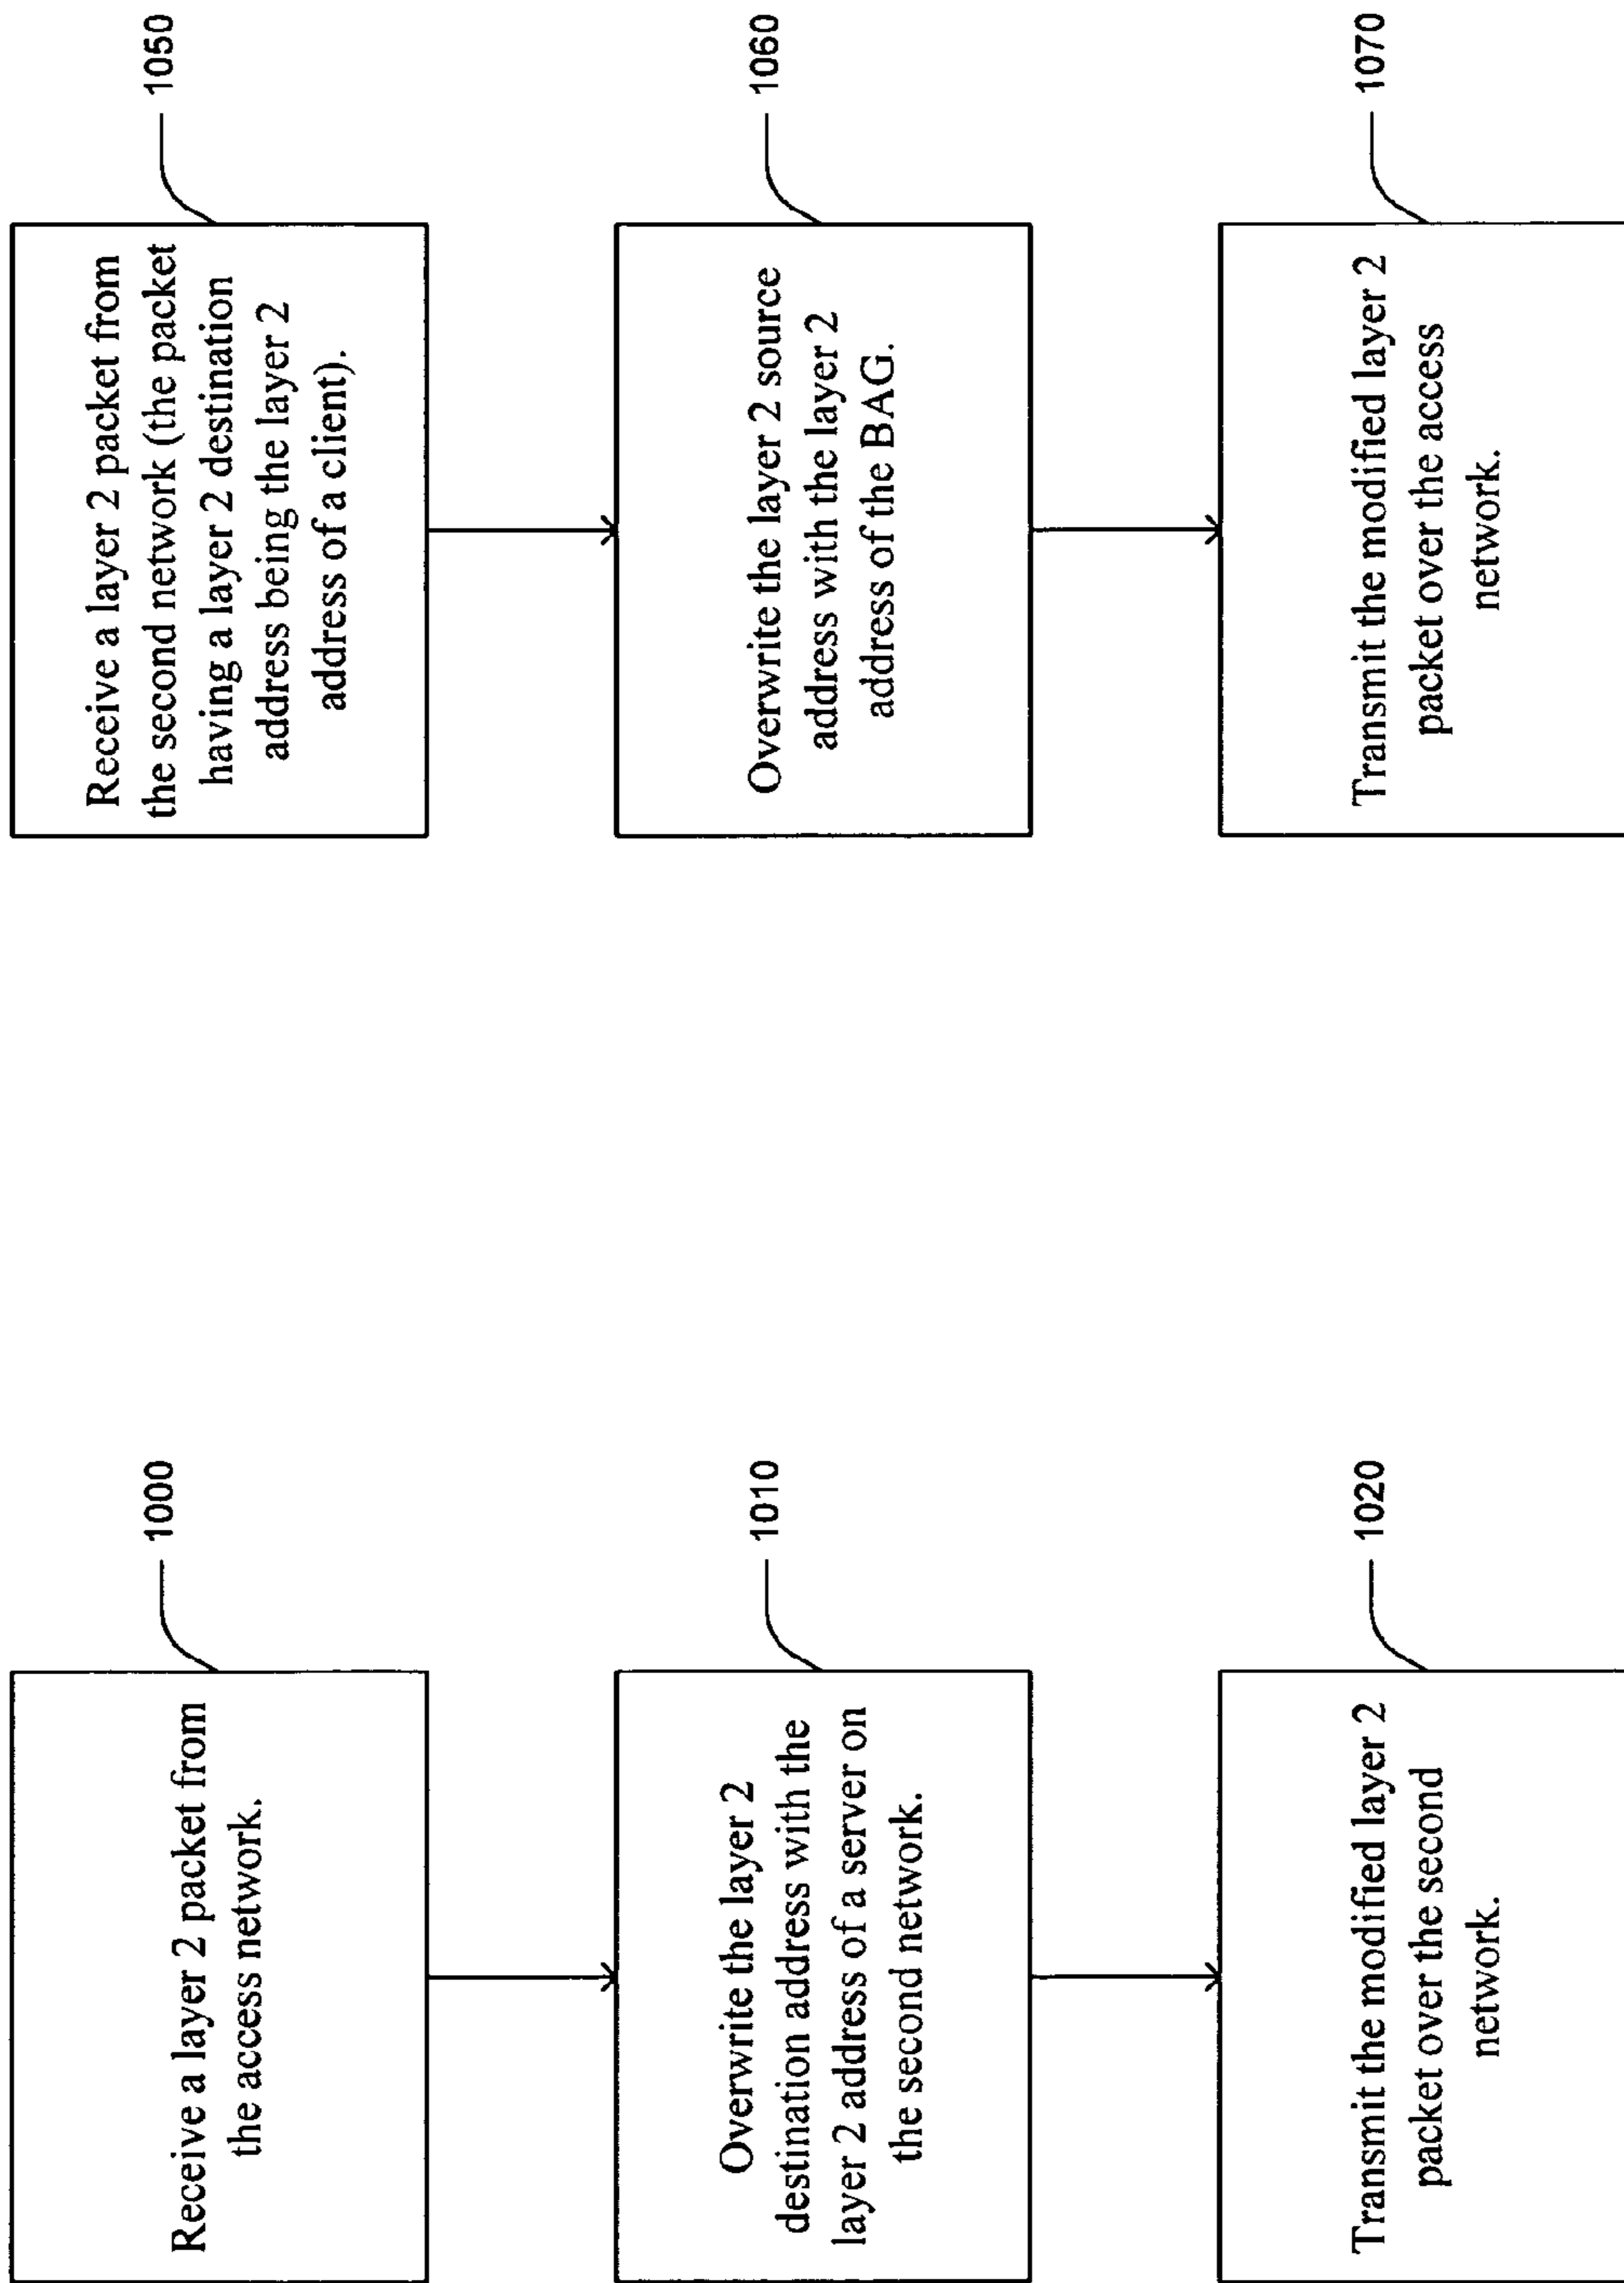 Receive a layer 2 packet from
the access network.
1000
Overwrite the layer 2
destination address with the
layer 2 address of a server on
the second network.
1010
Transmit the modified layer 2
packet over the second
network.
1020
Receive a layer 2 packet from
the second network (the packet
having a layer 2 destination
address being the layer 2
address of a client).
1050
Overwrite the layer 2 source
address with the layer 2
address of the BAG.
1060
Transmit the modified layer 2
packet over the access
network.
1070